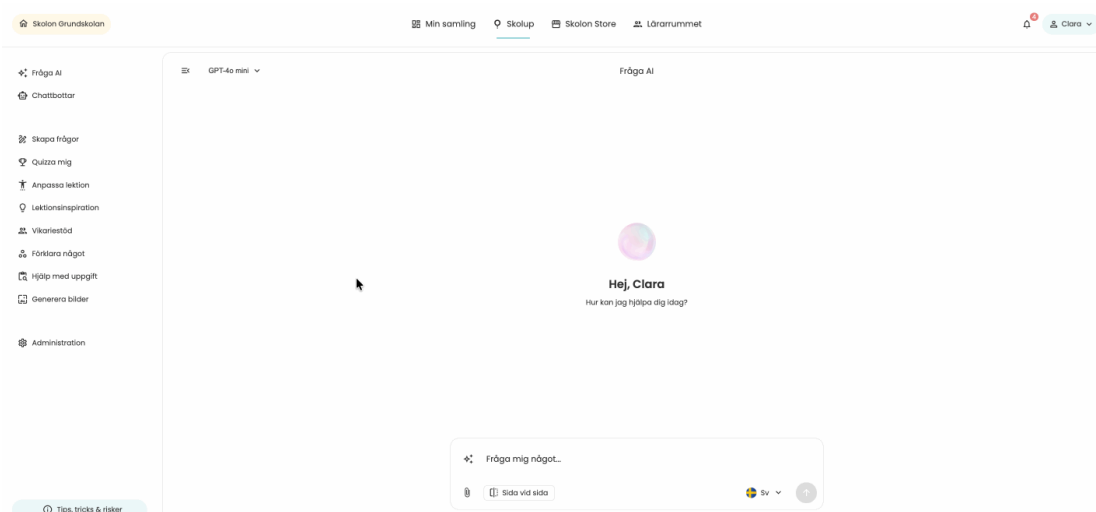 Skolon Grundskolan
Min samling
Skolup
Skolon Store
Lärarrummet
4
Clara
Fråga AI
Chattbottar
Skapa frågor
Quizza mig
Anpassa lektion
Lektionsinspiration
Vikariestöd
Förklara något
Hjälp med uppgift
Generera bilder
Administration
Tips, tricks & risker
GPT-4o mini
Fråga AI
Hej, Clara
Hur kan jag hjälpa dig idag?
Fråga mig något...
Sida vid sida
Sv